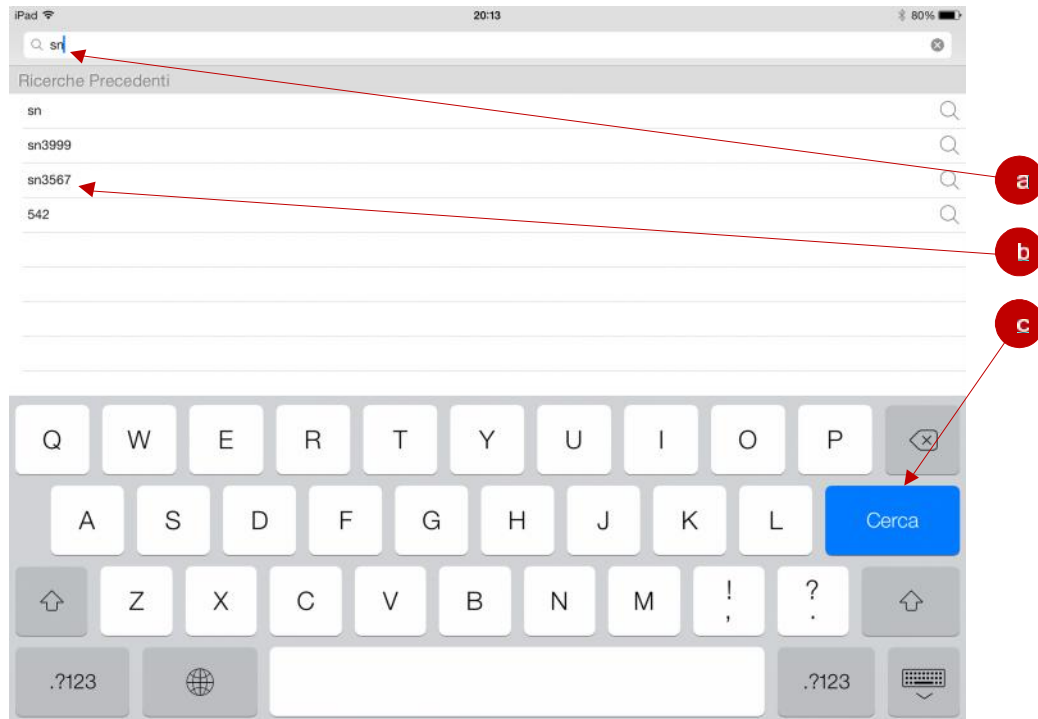 iPad 20:13 80%
sn
Ricerche Precedenti
sn
sn3999
sn3567
542
a
b
c
Q W E R T Y U I O P
A S D F G H J K L Cerca
Z X C V B N M ! , ? .
.?123 .?123